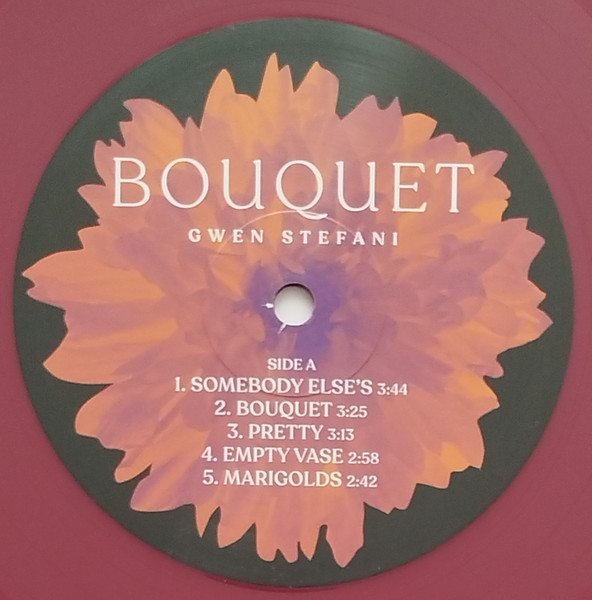 BOUQUET
GWEN STEFANI
SIDE A
1. SOMEBODY ELSE'S 3:44
2. BOUQUET 3:25
3. PRETTY 3:13
4. EMPTY VASE 2:58
5. MARIGOLDS 2:42